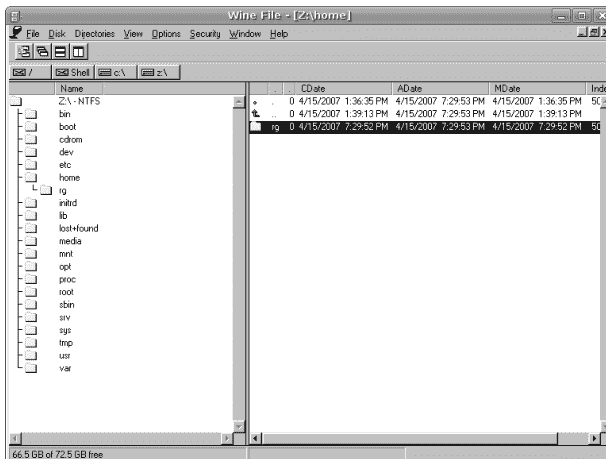 Wine File - [Z:\home]
File Disk Directories View Options Security Window Help
/ Shell c:\ z:\
Name
Z:\ - NTFS
bin
boot
cdrom
dev
etc
home
rg
initrd
lib
lost+found
media
mnt
opt
proc
root
sbin
srv
sys
tmp
usr
var
. . CDate ADate MDate Inde
. 0 4/15/2007 1:36:35 PM 4/15/2007 7:29:53 PM 4/15/2007 1:36:35 PM 50
.. 0 4/15/2007 1:39:13 PM 4/15/2007 7:29:53 PM 4/15/2007 1:39:13 PM
rg 0 4/15/2007 7:29:52 PM 4/15/2007 7:29:53 PM 4/15/2007 7:29:52 PM 50
66.5 GB of 72.5 GB free